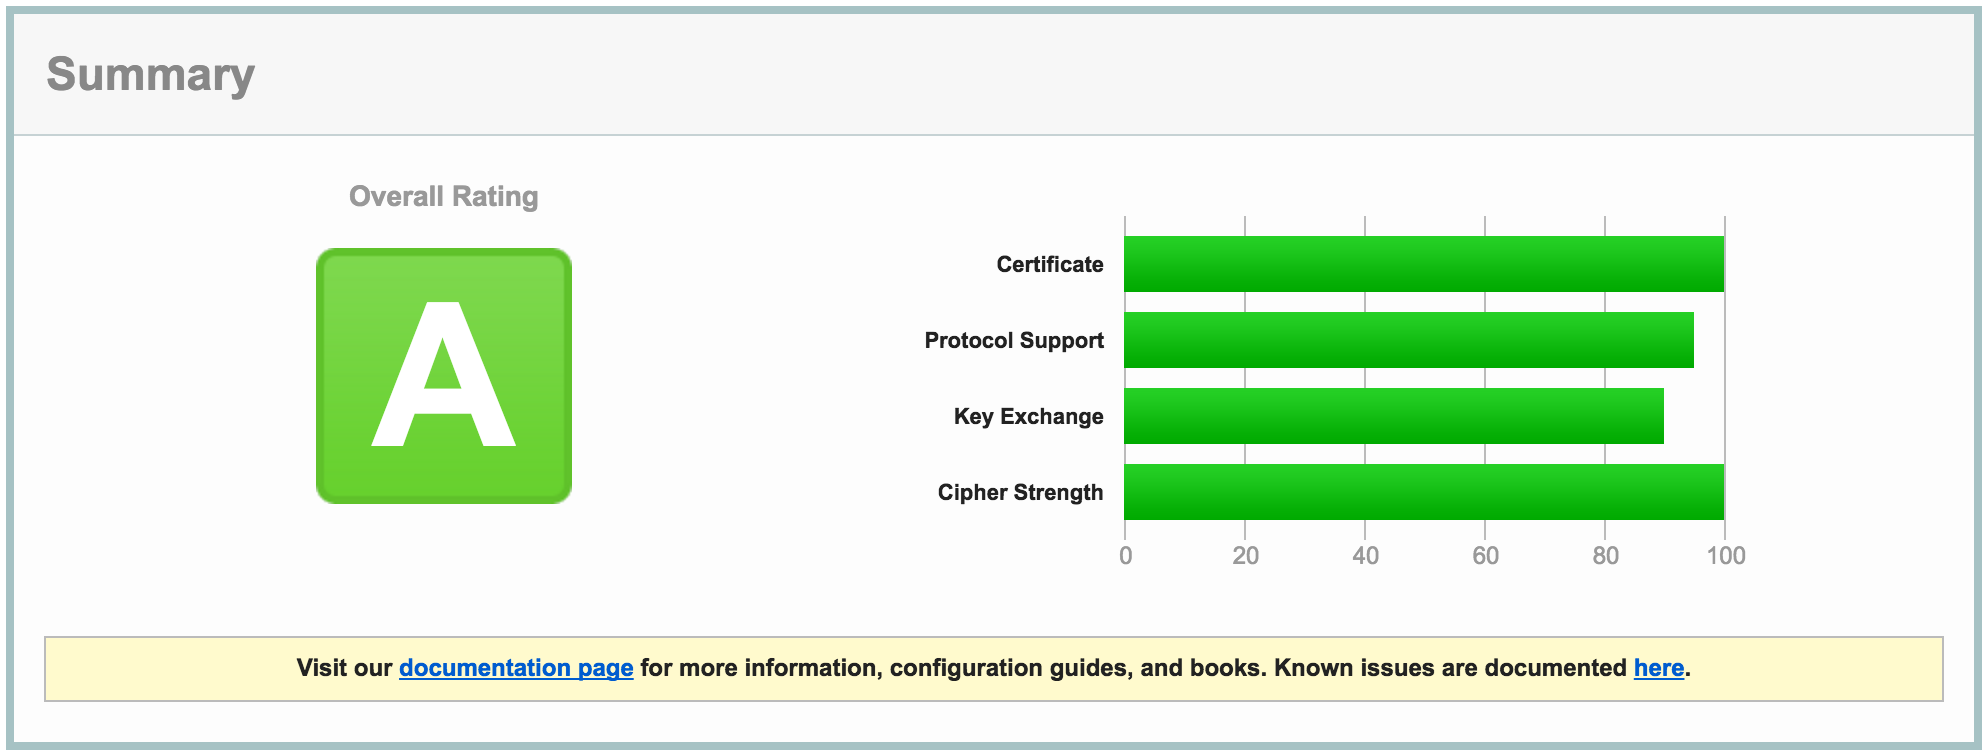 Summary
Overall Rating
A
Certificate
Protocol Support
Key Exchange
Cipher Strength
0 20 40 60 80 100
Visit our documentation page for more information, configuration guides, and books. Known issues are documented here.